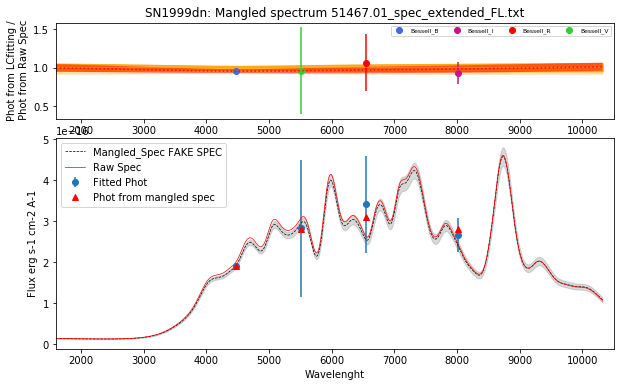 SN1999dn: Mangled spectrum 51467.01_spec_extended_FL.txt
Phot from LCfitting /
Phot from Raw Spec
1.5
1.0
0.5
Bessell_B
Bessell_I
Bessell_R
Bessell_V
2000 3000 4000 5000 6000 7000 8000 9000 10000
Flux erg s-1 cm-2 A-1
5
4
3
2
1
0
Mangled_Spec FAKE SPEC
Raw Spec
Fitted Phot
Phot from mangled spec
2000 3000 4000 5000 6000 7000 8000 9000 10000
Wavelenght